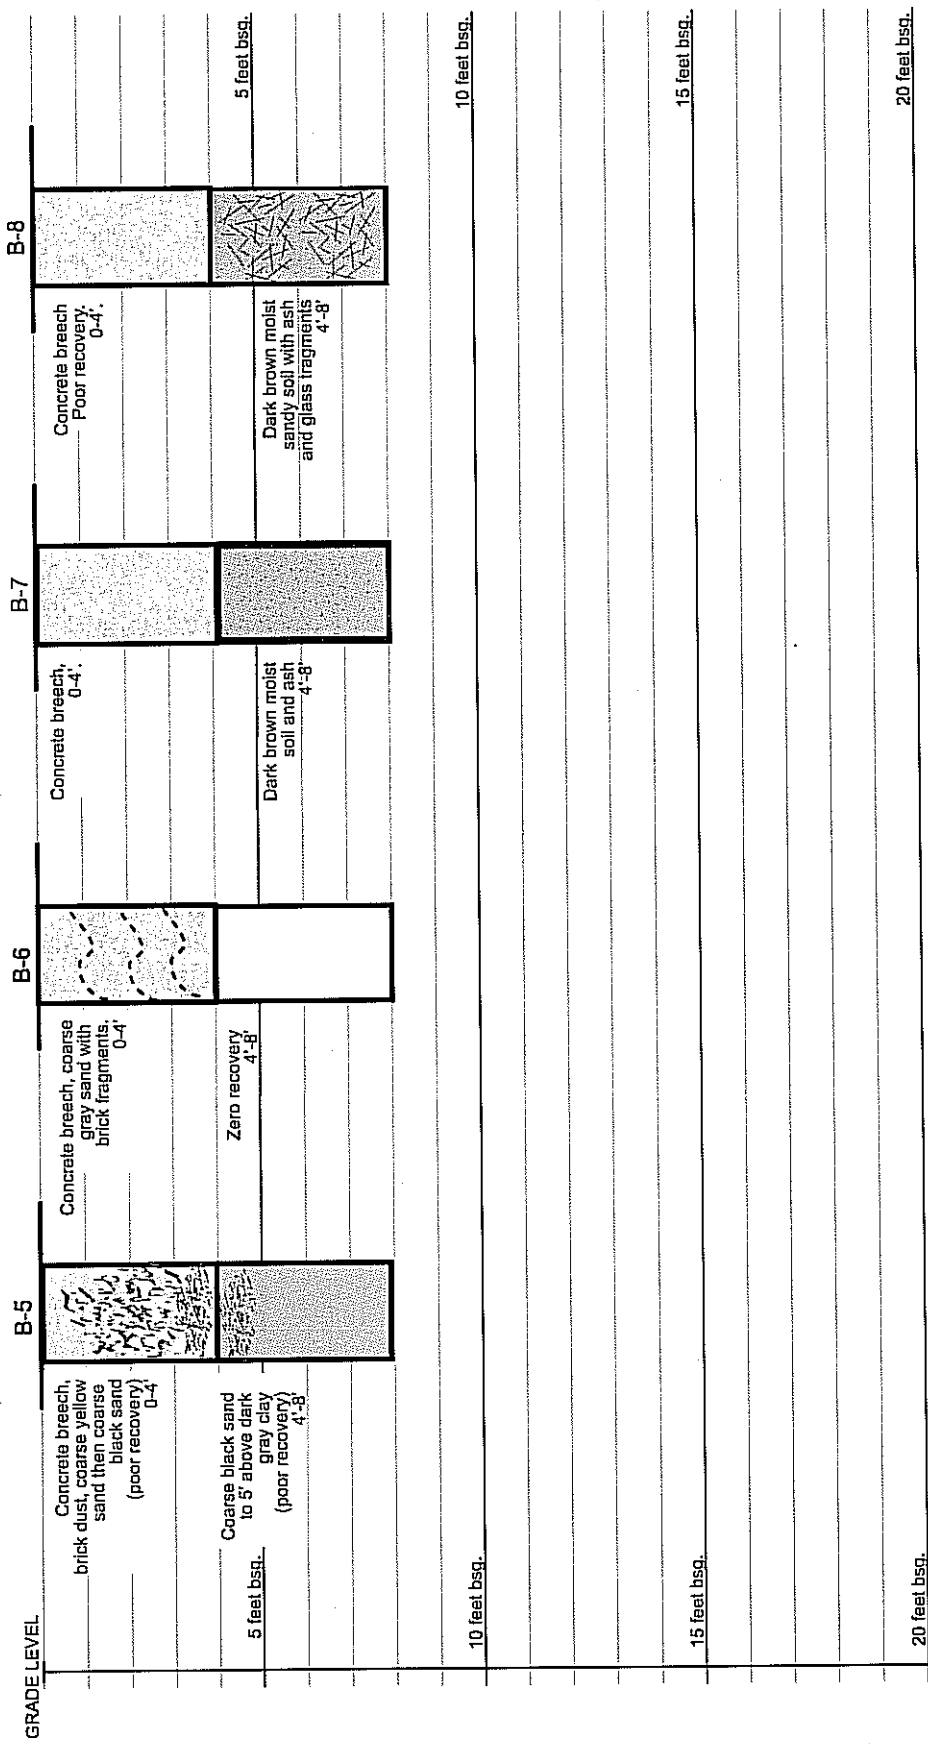 GRADE LEVEL
B-5
Concrete breech,
brick dust, coarse yellow
sand then coarse
black sand
(poor recovery)
0-4'
Coarse black sand
to 5' above dark
gray clay
(poor recovery)
4'-8'
B-6
Concrete breech, coarse
gray sand with
brick fragments,
0-4'
Zero recovery
4'-8'
B-7
Concrete breech,
0-4'.
Dark brown moist
soil and ash
4'-8'
B-8
Concrete breech
Poor recovery.
0-4'.
Dark brown moist
sandy soil with ash
and glass fragments
4'-8'
5 feet bsg.
5 feet bsg.
10 feet bsg.
10 feet bsg.
15 feet bsg.
15 feet bsg.
20 feet bsg.
20 feet bsg.